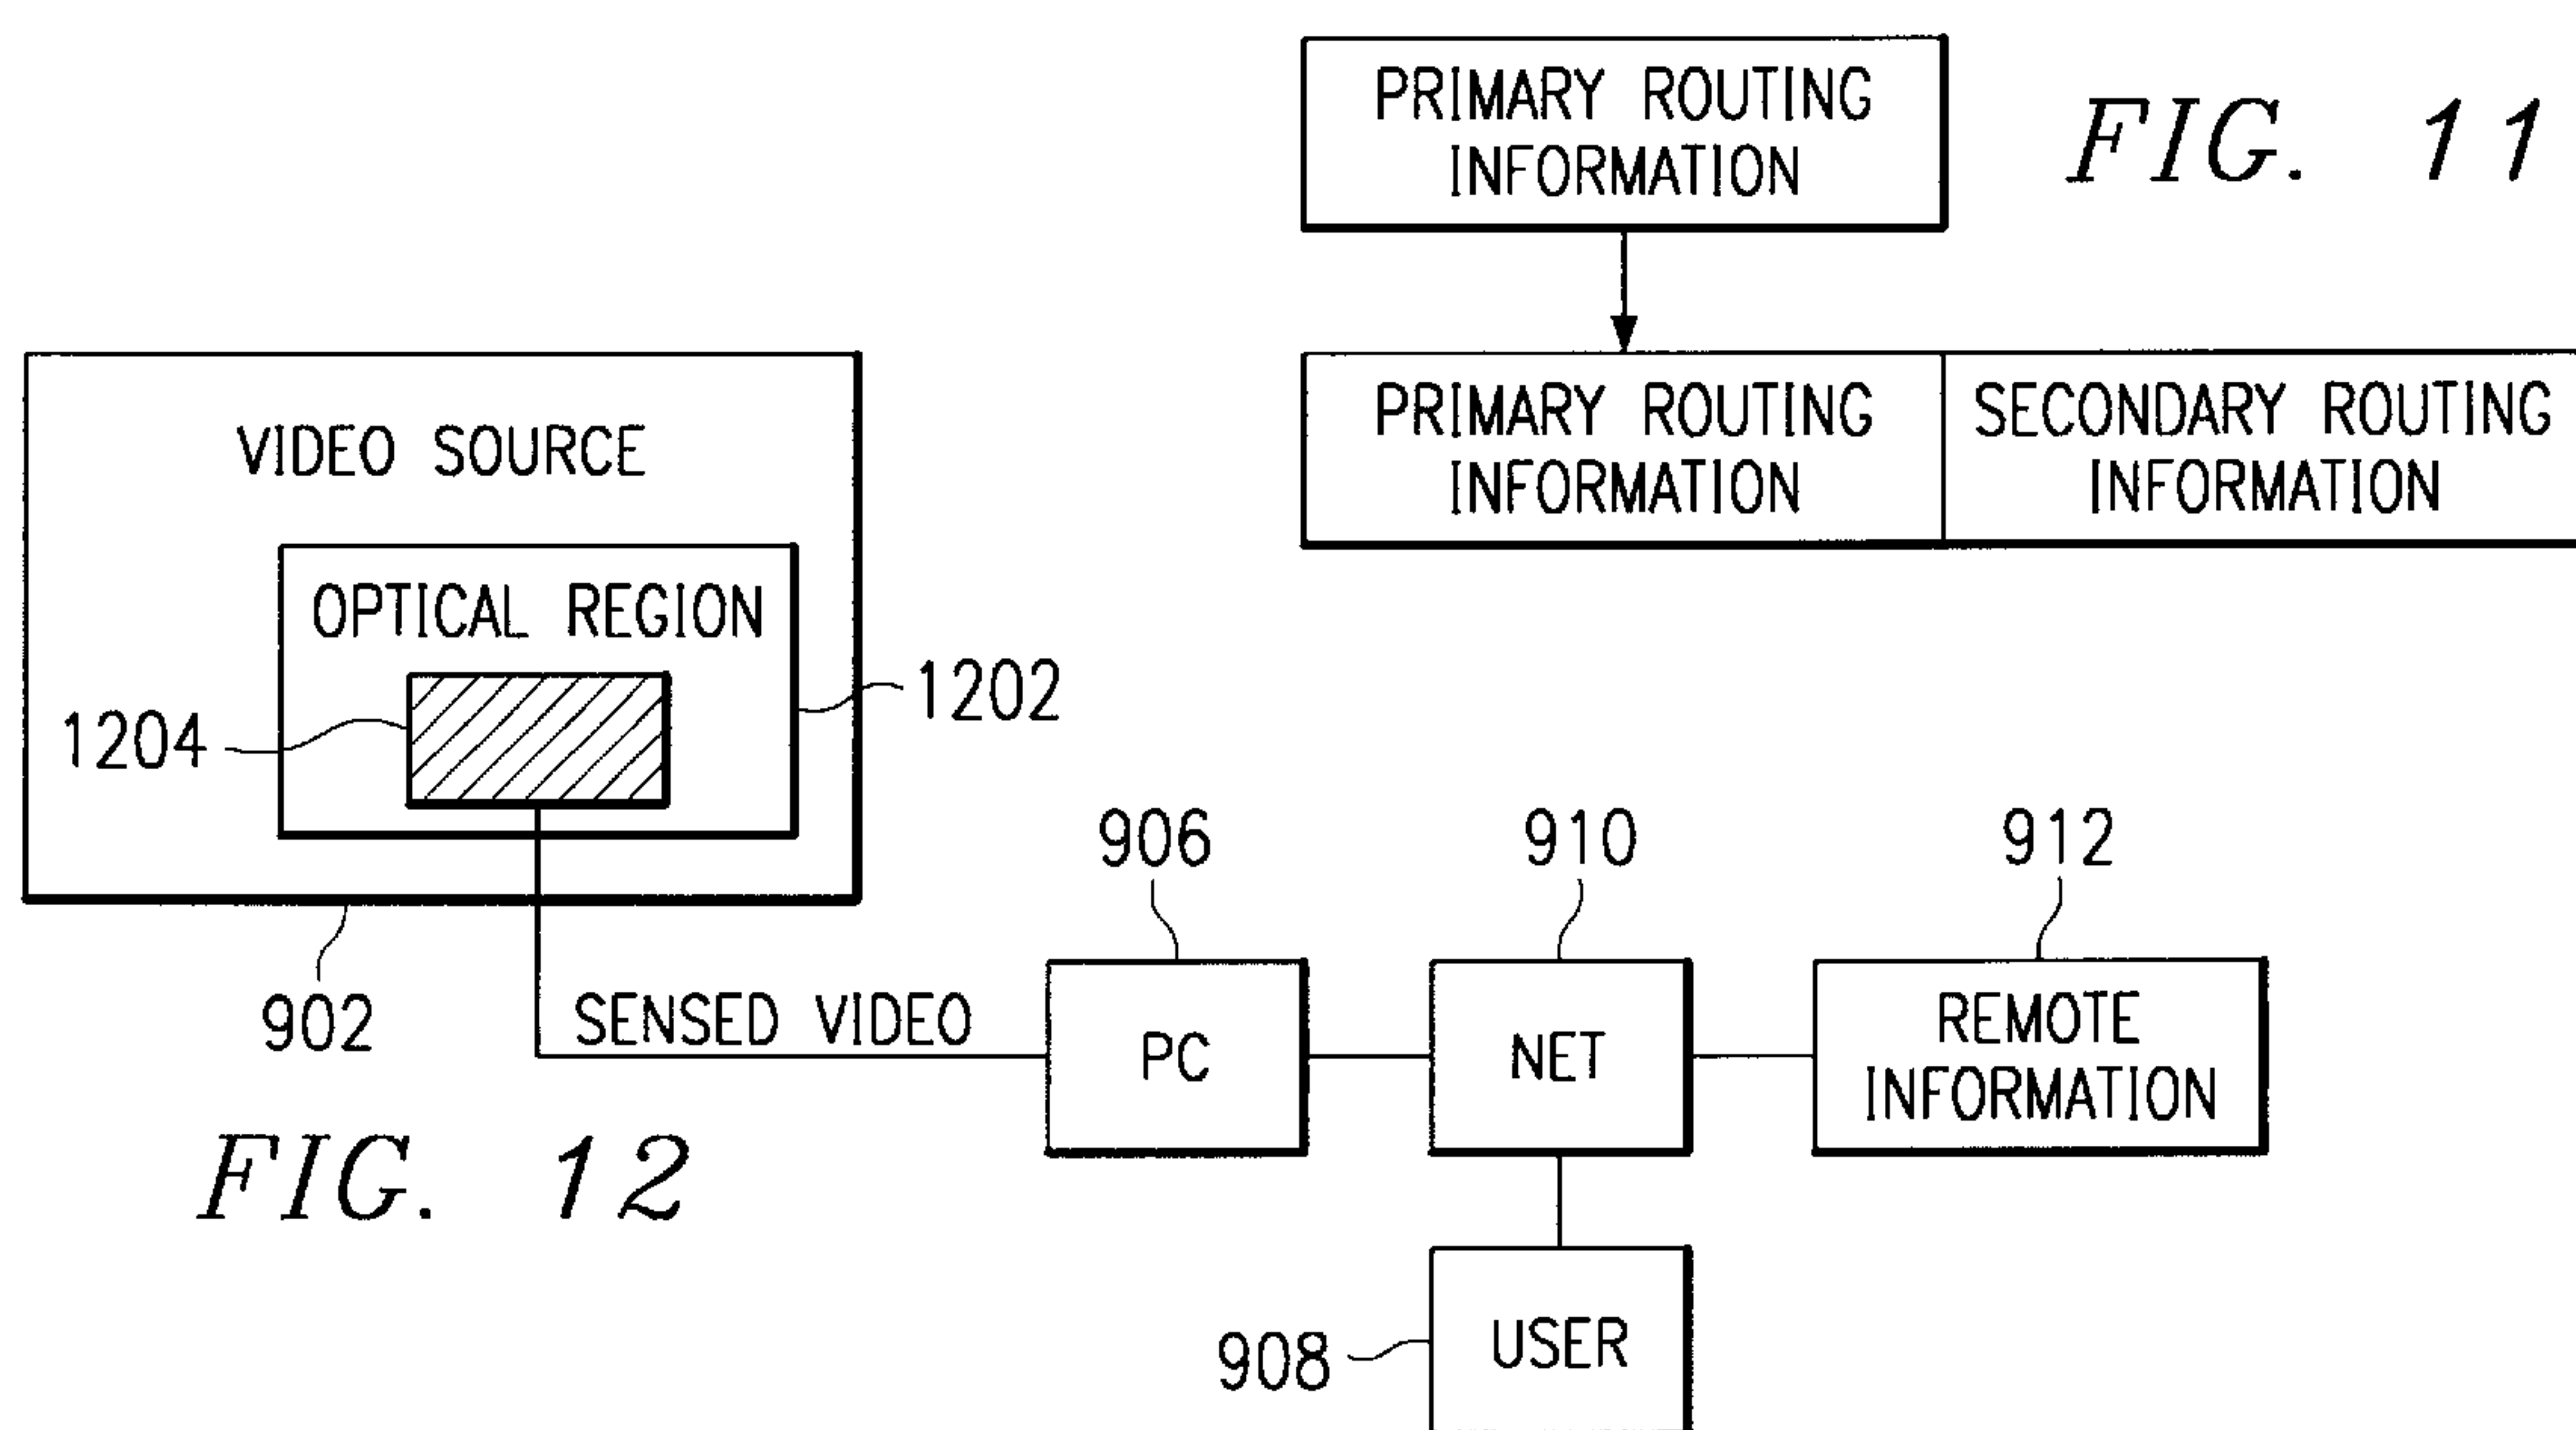 PRIMARY ROUTING
INFORMATION
FIG. 11
PRIMARY ROUTING
INFORMATION
SECONDARY ROUTING
INFORMATION
VIDEO SOURCE
OPTICAL REGION
1202
1204
902
SENSED VIDEO
906
PC
910
NET
912
REMOTE
INFORMATION
908
USER
FIG. 12